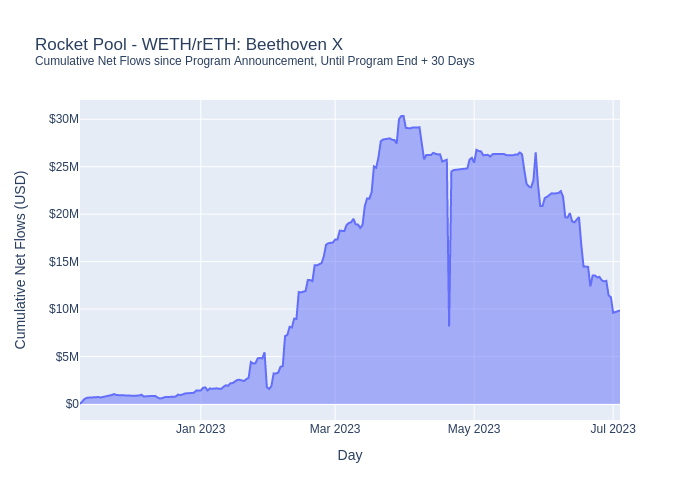 Rocket Pool - WETH/rETH: Beethoven X
Cumulative Net Flows since Program Announcement, Until Program End + 30 Days
Cumulative Net Flows (USD)
$30M
$25M
$20M
$15M
$10M
$5M
$0
Jan 2023
Mar 2023
May 2023
Jul 2023
Day